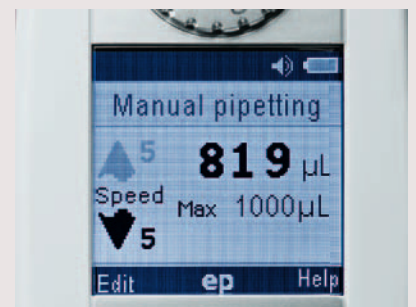 Manual pipetting
5 819 µL
Speed Max 1000µL
5
Edit ep Help